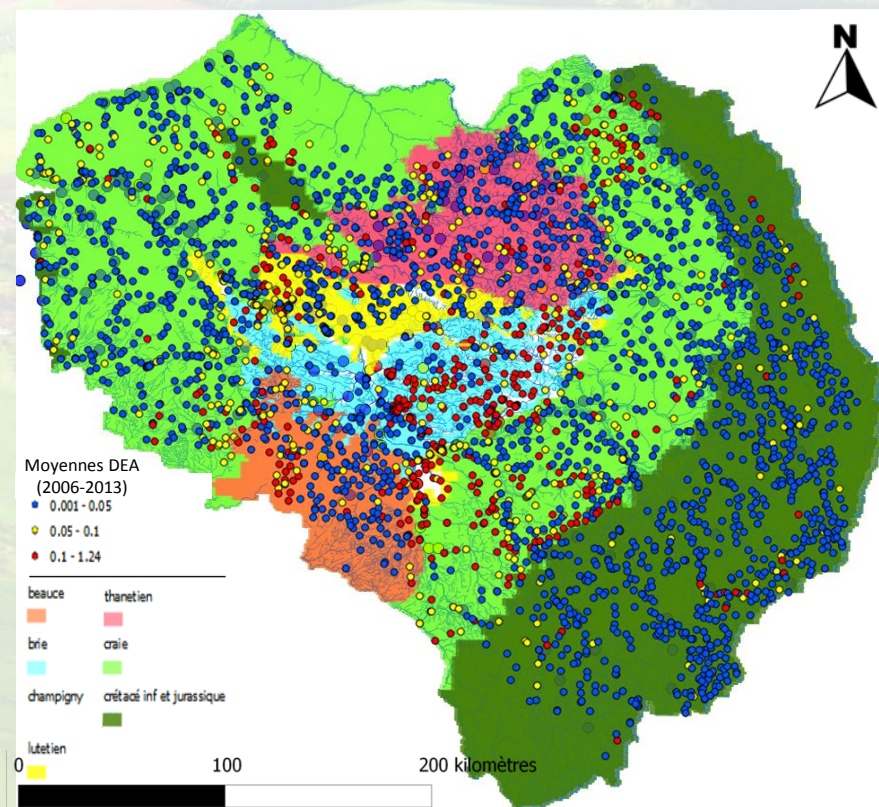 N
Moyennes DEA
(2006-2013)
0.001 - 0.05
0.05 - 0.1
0.1 - 1.24
beauce
thanetien
brie
craie
champigny
crétacé inf et jurassique
lutetien
0 100 200 kilomètres